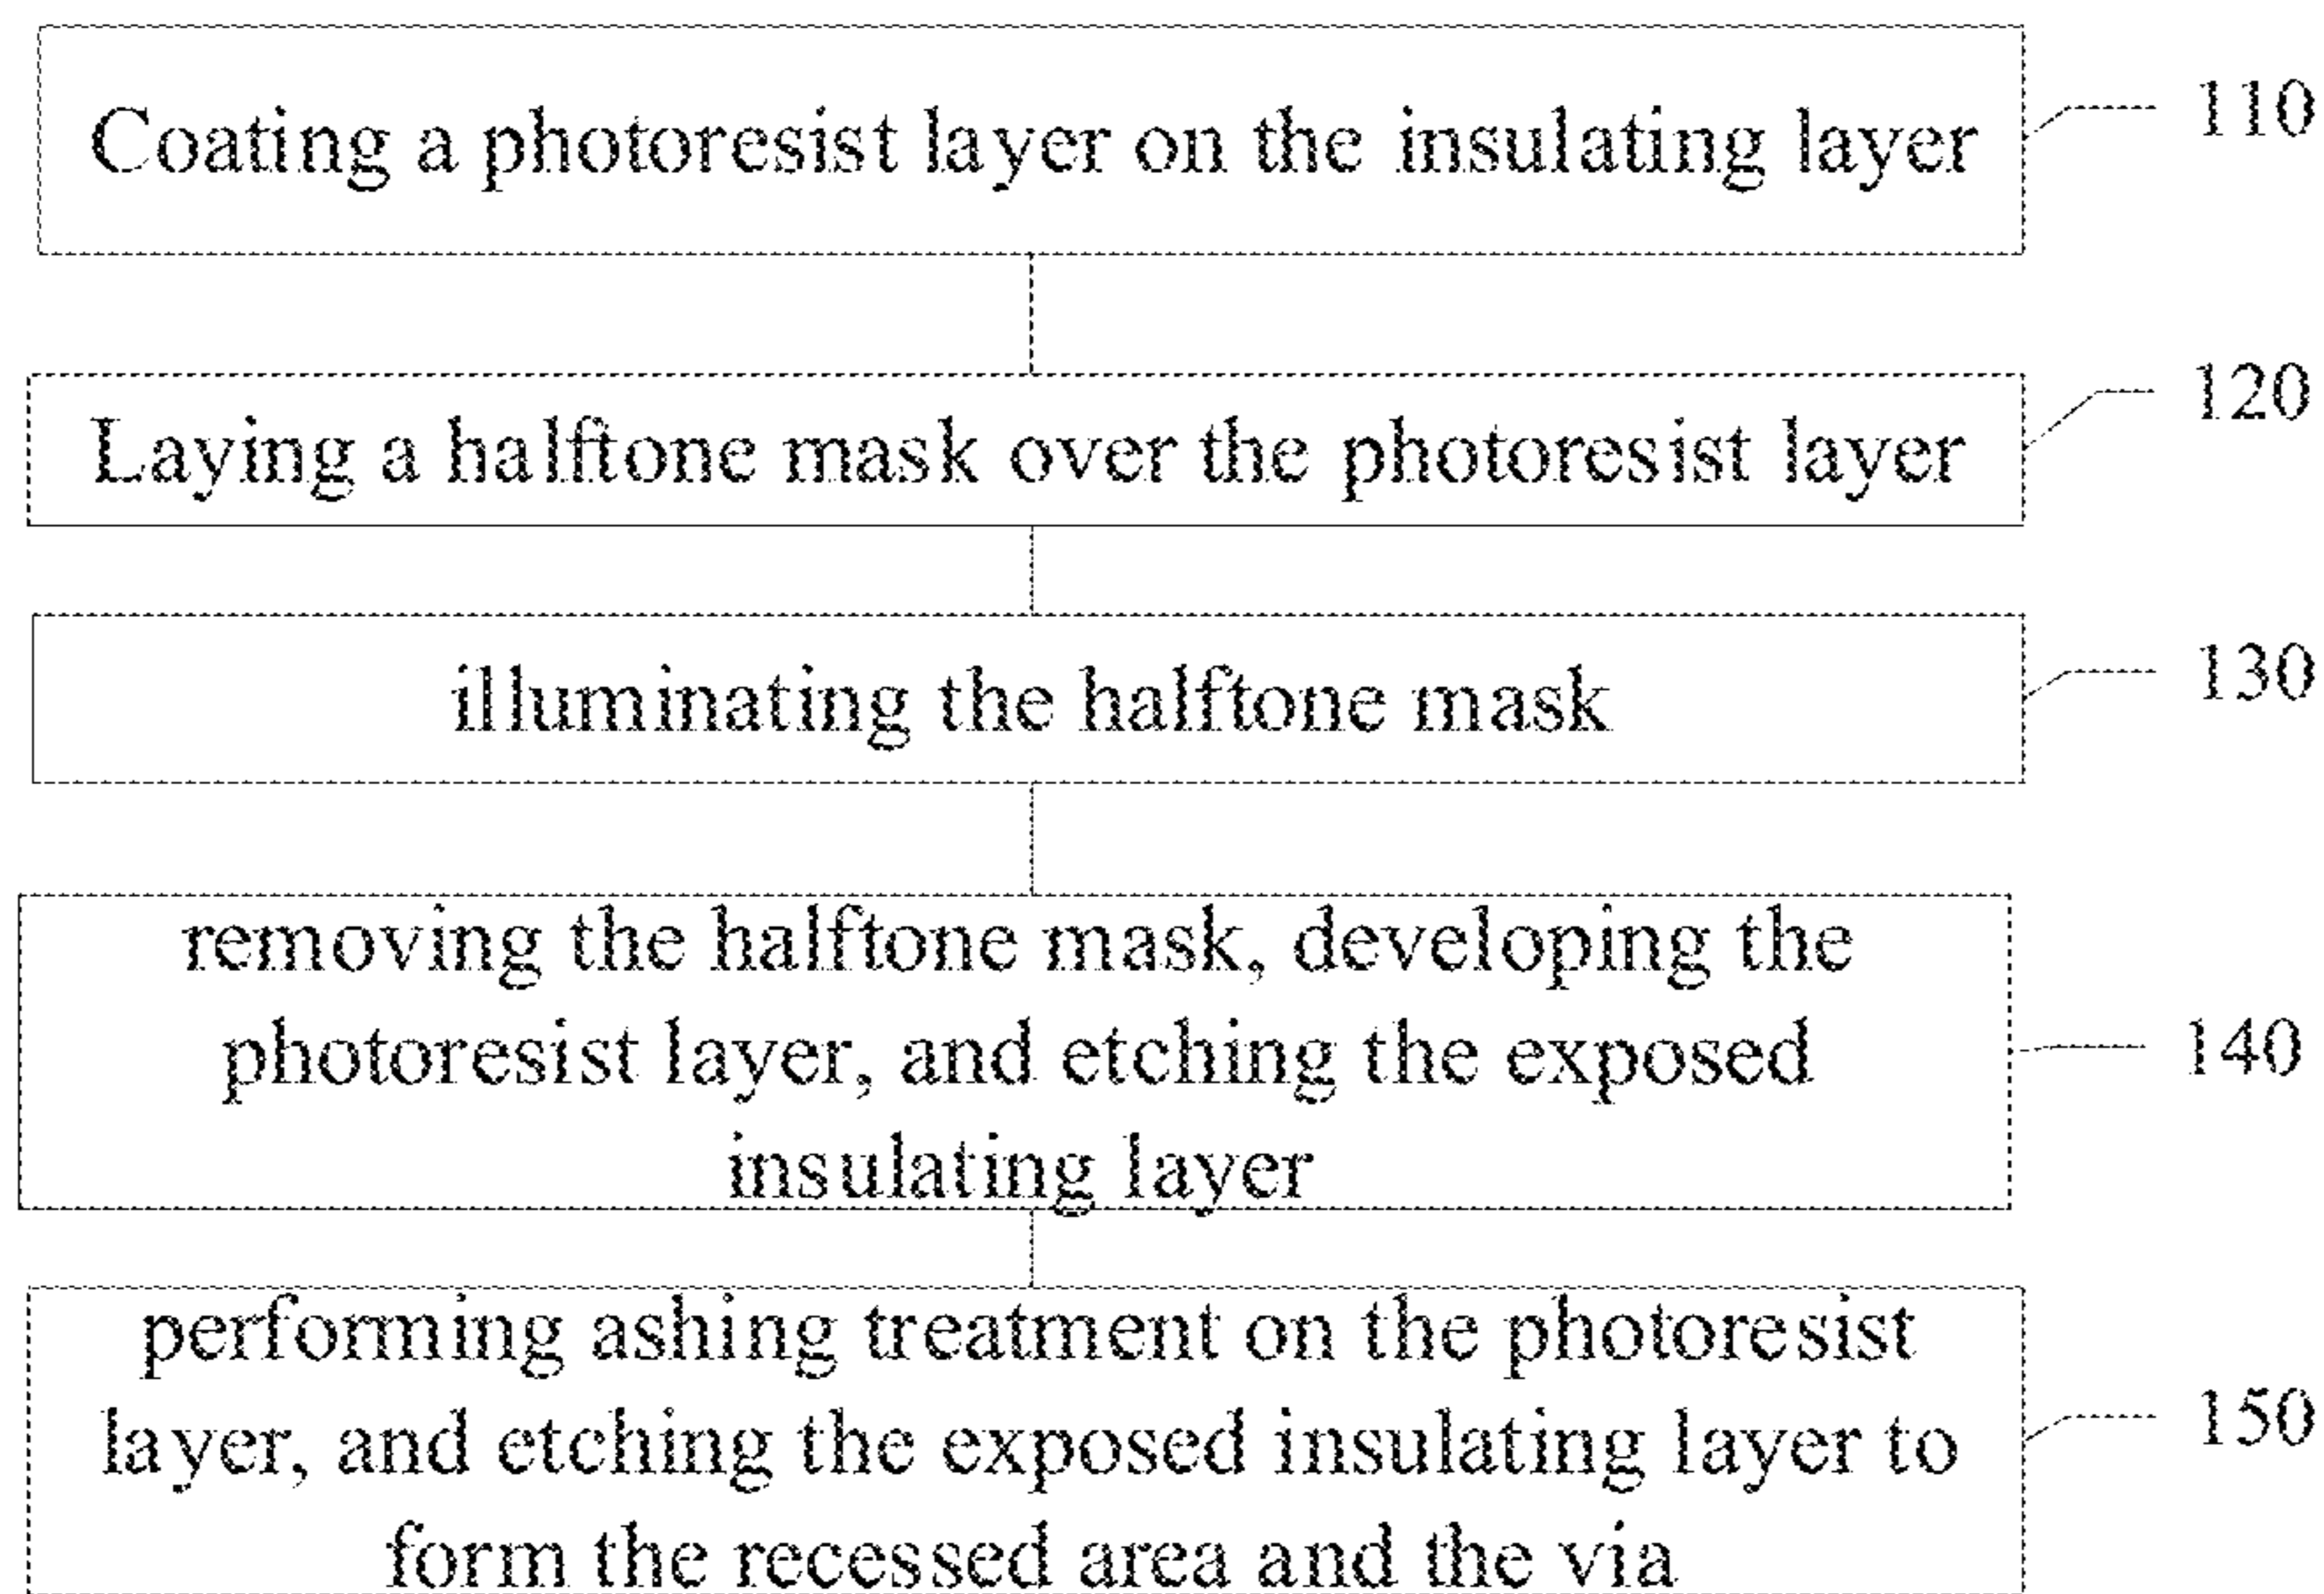 Coating a photoresist layer on the insulating layer
110
Laying a halftone mask over the photoresist layer
120
illuminating the halftone mask
130
removing the halftone mask, developing the
photoresist layer, and etching the exposed
insulating layer
140
performing ashing treatment on the photoresist
layer, and etching the exposed insulating layer to
form the recessed area and the via
150